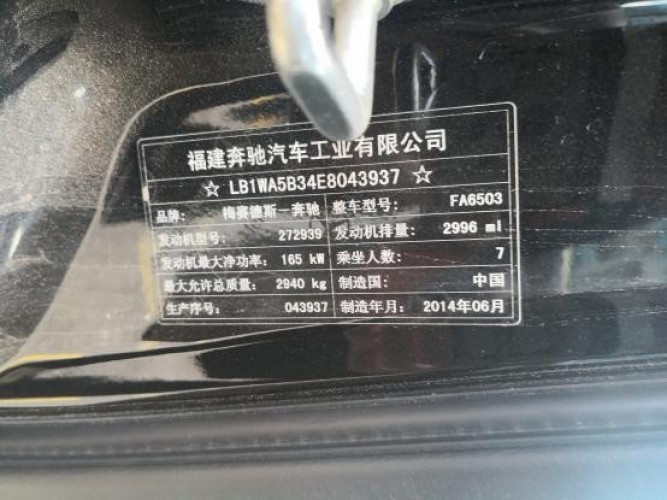 福建奔驰汽车工业有限公司
☆ LB1WA5B34E8043937 ☆
品牌: 梅赛德斯－奔驰 整车型号: FA6503
发动机型号: 272939 发动机排量: 2996 ml
发动机最大净功率: 165 kW 乘坐人数: 7
最大允许总质量: 2940 kg 制造国: 中国
生产序号: 043937 制造年月: 2014年06月